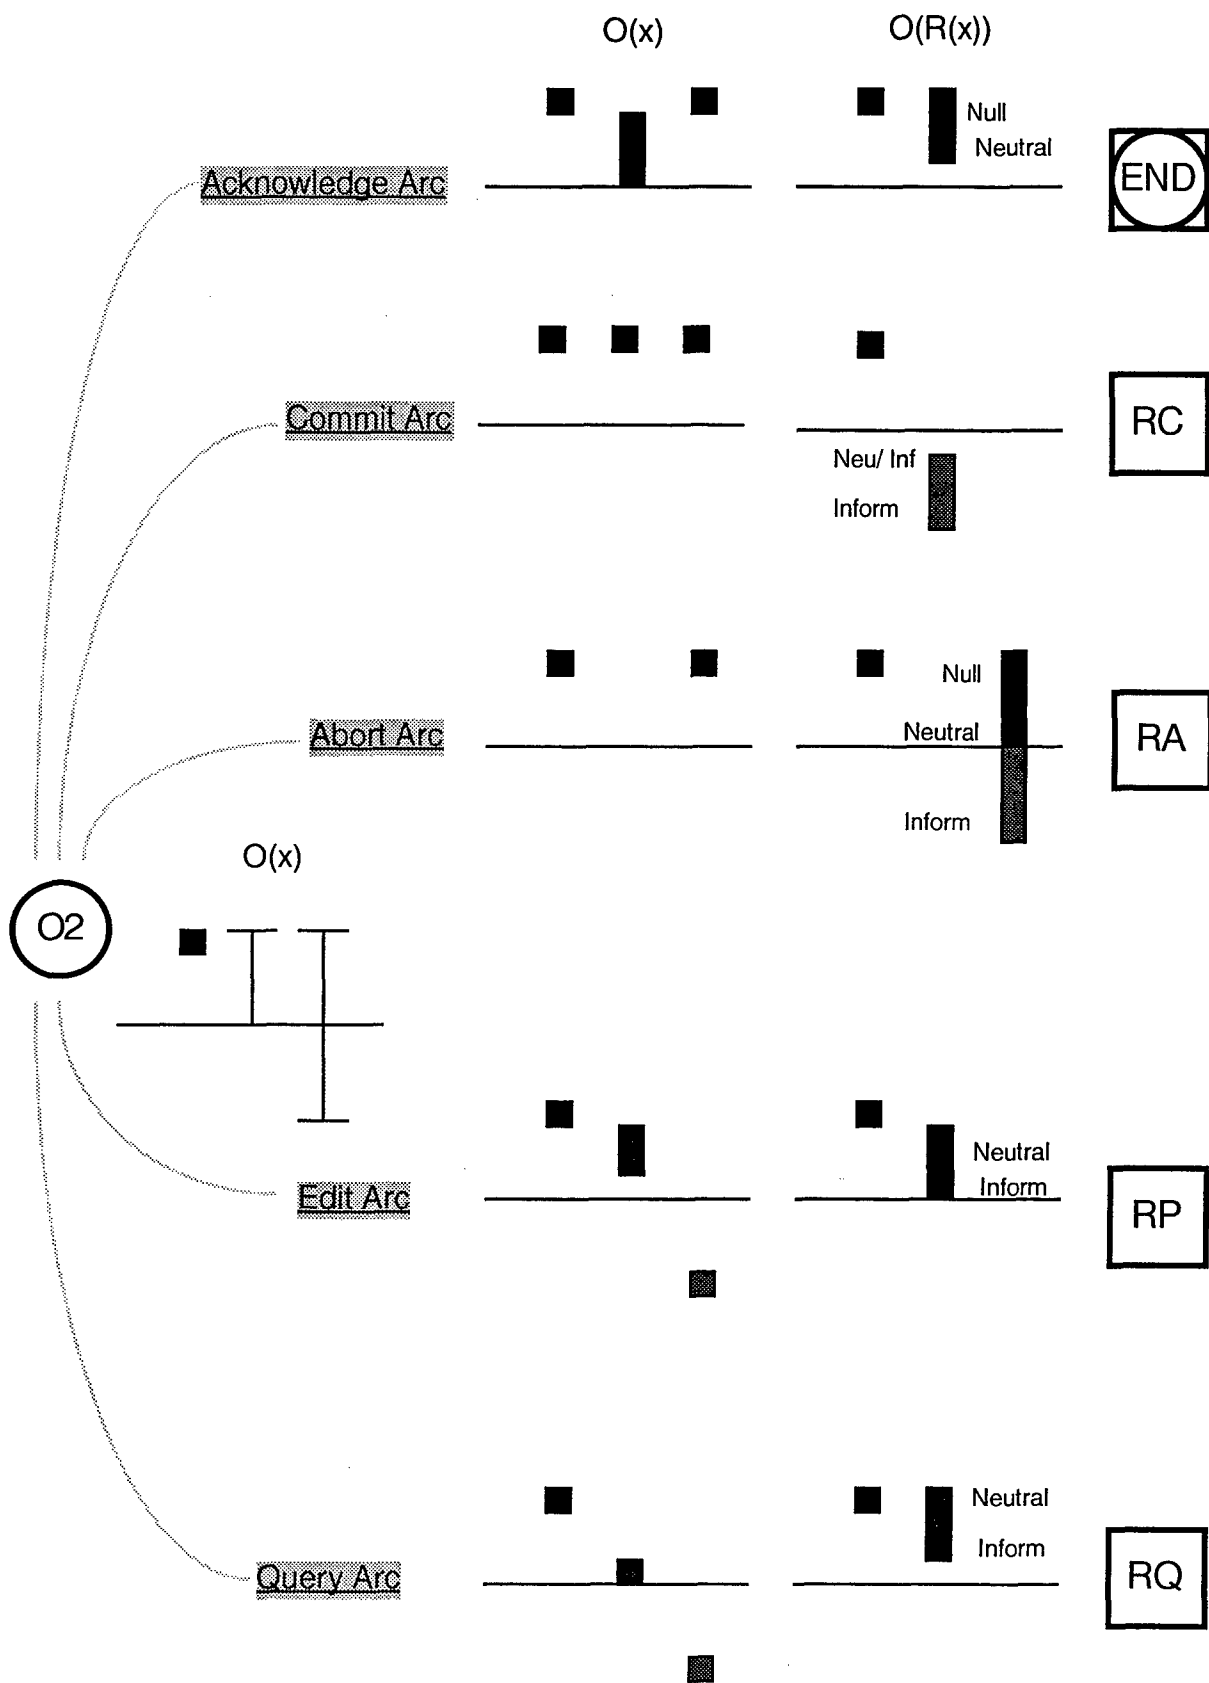 O(x)
O(R(x))
Null
Neutral
Acknowledge Arc
END
Commit Arc
RC
Neu/ Inf
Inform
Null
Abort Arc
Neutral
RA
Inform
O(x)
O2
Neutral
Edit Arc
Inform
RP
Neutral
Inform
Query Arc
RQ